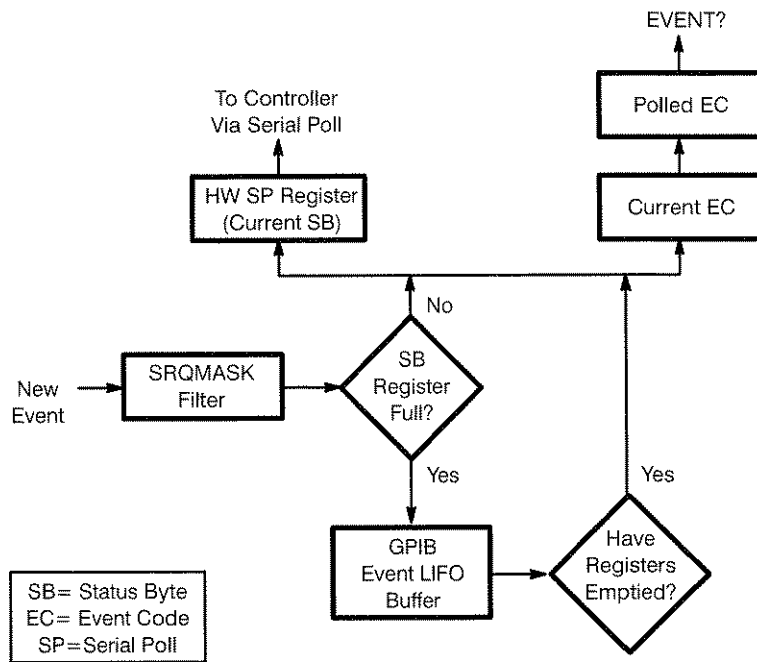 EVENT?
Polled EC
Current EC
To Controller
Via Serial Poll
HW SP Register
(Current SB)
No
New
Event
SRQMASK
Filter
SB
Register
Full?
Yes
Yes
GPIB
Event LIFO
Buffer
Have
Registers
Emptied?
SB= Status Byte
EC= Event Code
SP=Serial Poll